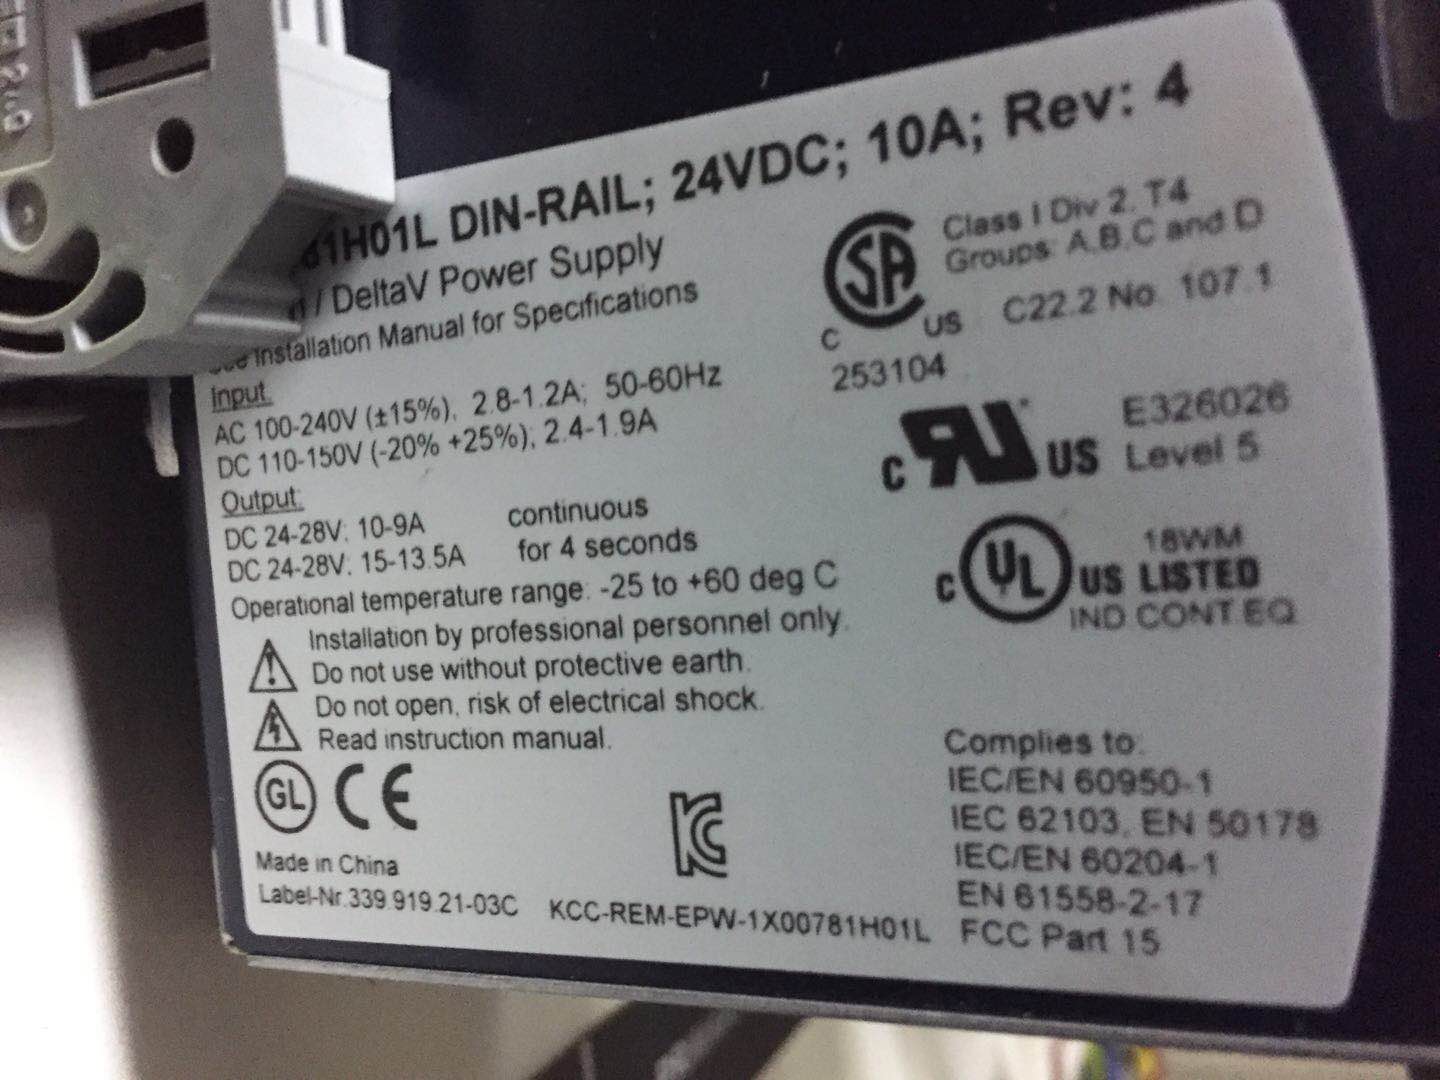 81H01L DIN-RAIL; 24VDC; 10A; Rev: 4
/ DeltaV Power Supply
Installation Manual for Specifications
Input:
AC 100-240V (±15%), 2.8-1.2A; 50-60Hz
DC 110-150V (-20% +25%); 2.4-1.9A
Output:
DC 24-28V: 10-9A continuous
DC 24-28V: 15-13.5A for 4 seconds
Operational temperature range: -25 to +60 deg C
Installation by professional personnel only.
Do not use without protective earth.
Do not open, risk of electrical shock.
Read instruction manual.
GL CE
Made in China
Label-Nr.339.919.21-03C
KC
KCC-REM-EPW-1X00781H01L
SA
C US
253104
Class I Div 2, T4
Groups: A,B,C and D
C22.2 No. 107.1
c RU US
E326026
Level 5
c UL US LISTED
18WM
IND.CONT.EQ.
Complies to:
IEC/EN 60950-1
IEC 62103, EN 50178
IEC/EN 60204-1
EN 61558-2-17
FCC Part 15